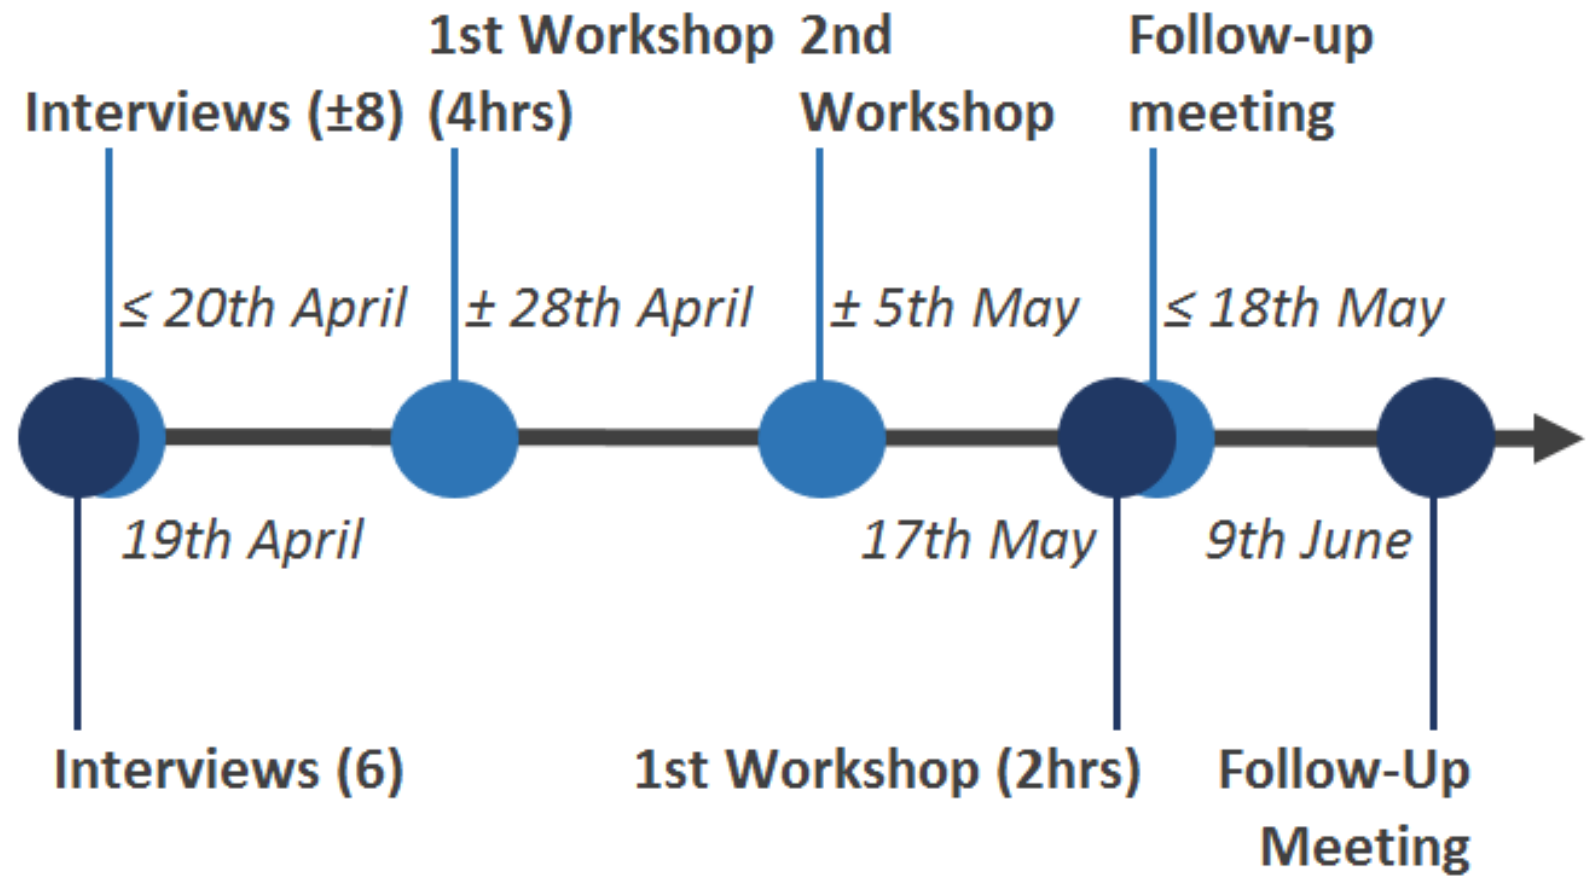 Interviews (±8)
1st Workshop
(4hrs)
2nd
Workshop
Follow-up
meeting
≤ 20th April
± 28th April
± 5th May
≤ 18th May
19th April
17th May
9th June
Interviews (6)
1st Workshop (2hrs)
Follow-Up
Meeting